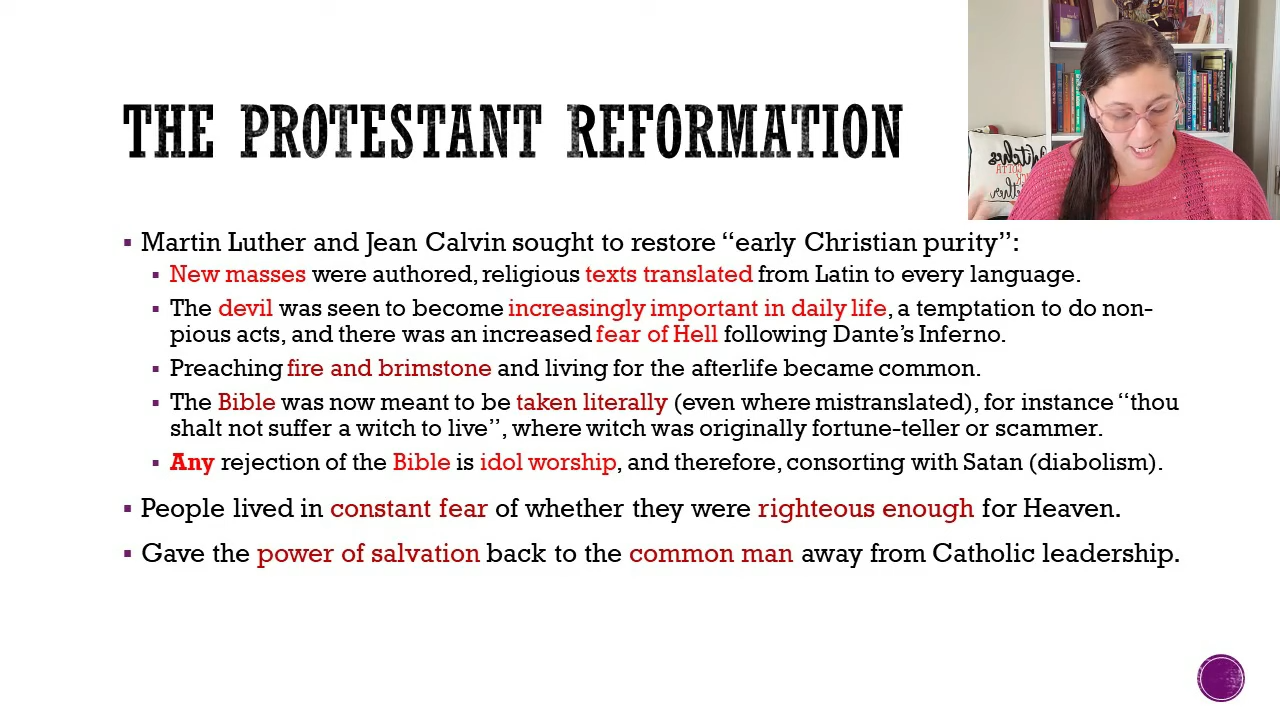 THE PROTESTANT REFORMATION
Martin Luther and Jean Calvin sought to restore “early Christian purity”:
New masses were authored, religious texts translated from Latin to every language.
The devil was seen to become increasingly important in daily life, a temptation to do non-
pious acts, and there was an increased fear of Hell following Dante’s Inferno.
Preaching fire and brimstone and living for the afterlife became common.
The Bible was now meant to be taken literally (even where mistranslated), for instance “thou
shalt not suffer a witch to live”, where witch was originally fortune-teller or scammer.
Any rejection of the Bible is idol worship, and therefore, consorting with Satan (diabolism).
People lived in constant fear of whether they were righteous enough for Heaven.
Gave the power of salvation back to the common man away from Catholic leadership.
Witches
GOTTA